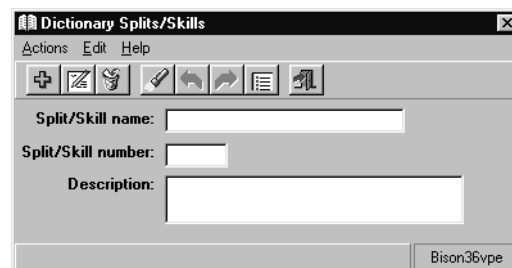 Dictionary Splits/Skills
Actions Edit Help
Split/Skill name:
Split/Skill number:
Description:
Bison36vpe